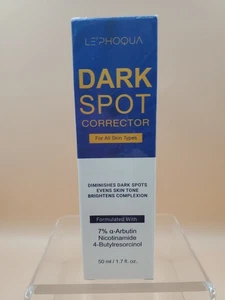 LEPHOQUA
DARK
SPOT
CORRECTOR
For All Skin Types
DIMINISHES DARK SPOTS
EVENS SKIN TONE
BRIGHTENS COMPLEXION
Formulated With
7% α-Arbutin
Nicotinamide
4-Butylresorcinol
50 ml / 1.7 fl. oz.